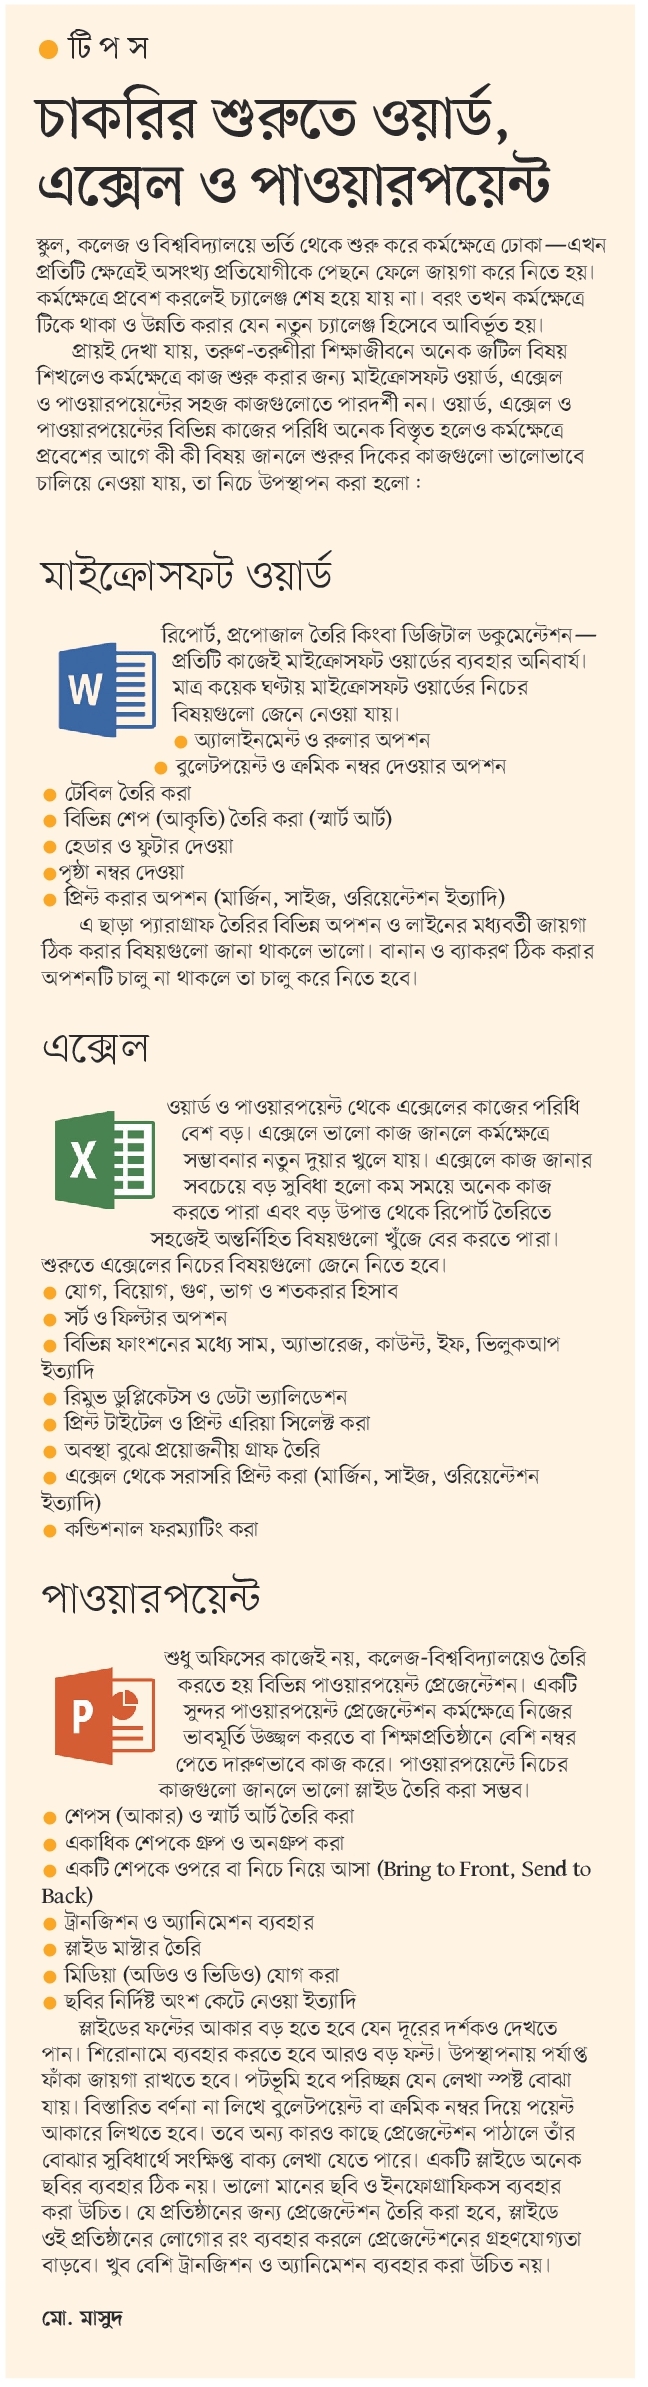 টিপস
চাকরির শুরুতে ওয়ার্ড,
এক্সেল ও পাওয়ারপয়েন্ট
স্কুল, কলেজ ও বিশ্ববিদ্যালয়ে ভর্তি থেকে শুরু করে কর্মক্ষেত্রে ঢোকা—এখন
প্রতিটি ক্ষেত্রেই অসংখ্য প্রতিযোগীকে পেছনে ফেলে জায়গা করে নিতে হয়।
কর্মক্ষেত্রে প্রবেশ করলেই চ্যালেঞ্জ শেষ হয়ে যায় না। বরং তখন কর্মক্ষেত্রে
টিকে থাকা ও উন্নতি করার যেন নতুন চ্যালেঞ্জ হিসেবে আবির্ভূত হয়।
প্রায়ই দেখা যায়, তরুণ-তরুণীরা শিক্ষাজীবনে অনেক জটিল বিষয়
শিখলেও কর্মক্ষেত্রে কাজ শুরু করার জন্য মাইক্রোসফট ওয়ার্ড, এক্সেল
ও পাওয়ারপয়েন্টের সহজ কাজগুলোতে পারদর্শী নন। ওয়ার্ড, এক্সেল ও
পাওয়ারপয়েন্টের বিভিন্ন কাজের পরিধি অনেক বিস্তৃত হলেও কর্মক্ষেত্রে
প্রবেশের আগে কী কী বিষয় জানলে শুরুর দিকের কাজগুলো ভালোভাবে
চালিয়ে নেওয়া যায়, তা নিচে উপস্থাপন করা হলো :
মাইক্রোসফট ওয়ার্ড
W
রিপোর্ট, প্রপোজাল তৈরি কিংবা ডিজিটাল ডকুমেন্টেশন—
প্রতিটি কাজেই মাইক্রোসফট ওয়ার্ডের ব্যবহার অনিবার্য।
মাত্র কয়েক ঘণ্টায় মাইক্রোসফট ওয়ার্ডের নিচের
বিষয়গুলো জেনে নেওয়া যায়।
● অ্যালাইনমেন্ট ও রুলার অপশন
● বুলেটপয়েন্ট ও ক্রমিক নম্বর দেওয়ার অপশন
● টেবিল তৈরি করা
● বিভিন্ন শেপ (আকৃতি) তৈরি করা (স্মার্ট আর্ট)
● হেডার ও ফুটার দেওয়া
●পৃষ্ঠা নম্বর দেওয়া
● প্রিন্ট করার অপশন (মার্জিন, সাইজ, ওরিয়েন্টেশন ইত্যাদি)
এ ছাড়া প্যারাগ্রাফ তৈরির বিভিন্ন অপশন ও লাইনের মধ্যবর্তী জায়গা
ঠিক করার বিষয়গুলো জানা থাকলে ভালো। বানান ও ব্যাকরণ ঠিক করার
অপশনটি চালু না থাকলে তা চালু করে নিতে হবে।
এক্সেল
X
ওয়ার্ড ও পাওয়ারপয়েন্ট থেকে এক্সেলের কাজের পরিধি
বেশ বড়। এক্সেলে ভালো কাজ জানলে কর্মক্ষেত্রে
সম্ভাবনার নতুন দুয়ার খুলে যায়। এক্সেলে কাজ জানার
সবচেয়ে বড় সুবিধা হলো কম সময়ে অনেক কাজ
করতে পারা এবং বড় উপাত্ত থেকে রিপোর্ট তৈরিতে
সহজেই অন্তর্নিহিত বিষয়গুলো খুঁজে বের করতে পারা।
শুরুতে এক্সেলের নিচের বিষয়গুলো জেনে নিতে হবে।
● যোগ, বিয়োগ, গুণ, ভাগ ও শতকরার হিসাব
● সর্ট ও ফিল্টার অপশন
● বিভিন্ন ফাংশনের মধ্যে সাম, অ্যাভারেজ, কাউন্ট, ইফ, ভিলুকআপ
ইত্যাদি
● রিমুভ ডুপ্লিকেটস ও ডেটা ভ্যালিডেশন
● প্রিন্ট টাইটেল ও প্রিন্ট এরিয়া সিলেক্ট করা
● অবস্থা বুঝে প্রয়োজনীয় গ্রাফ তৈরি
● এক্সেল থেকে সরাসরি প্রিন্ট করা (মার্জিন, সাইজ, ওরিয়েন্টেশন
ইত্যাদি)
● কন্ডিশনাল ফরম্যাটিং করা
পাওয়ারপয়েন্ট
P
শুধু অফিসের কাজেই নয়, কলেজ-বিশ্ববিদ্যালয়েও তৈরি
করতে হয় বিভিন্ন পাওয়ারপয়েন্ট প্রেজেন্টেশন। একটি
সুন্দর পাওয়ারপয়েন্ট প্রেজেন্টেশন কর্মক্ষেত্রে নিজের
ভাবমূর্তি উজ্জ্বল করতে বা শিক্ষাপ্রতিষ্ঠানে বেশি নম্বর
পেতে দারুণভাবে কাজ করে। পাওয়ারপয়েন্টে নিচের
কাজগুলো জানলে ভালো স্লাইড তৈরি করা সম্ভব।
● শেপস (আকার) ও স্মার্ট আর্ট তৈরি করা
● একাধিক শেপকে গ্রুপ ও অনগ্রুপ করা
● একটি শেপকে ওপরে বা নিচে নিয়ে আসা (Bring to Front, Send to
Back)
● ট্রানজিশন ও অ্যানিমেশন ব্যবহার
● স্লাইড মাস্টার তৈরি
● মিডিয়া (অডিও ও ভিডিও) যোগ করা
● ছবির নির্দিষ্ট অংশ কেটে নেওয়া ইত্যাদি
স্লাইডের ফন্টের আকার বড় হতে হবে যেন দূরের দর্শকও দেখতে
পান। শিরোনামে ব্যবহার করতে হবে আরও বড় ফন্ট। উপস্থাপনায় পর্যাপ্ত
ফাঁকা জায়গা রাখতে হবে। পটভূমি হবে পরিচ্ছন্ন যেন লেখা স্পষ্ট বোঝা
যায়। বিস্তারিত বর্ণনা না লিখে বুলেটপয়েন্ট বা ক্রমিক নম্বর দিয়ে পয়েন্ট
আকারে লিখতে হবে। তবে অন্য কারও কাছে প্রেজেন্টেশন পাঠালে তাঁর
বোঝার সুবিধার্থে সংক্ষিপ্ত বাক্য লেখা যেতে পারে। একটি স্লাইডে অনেক
ছবির ব্যবহার ঠিক নয়। ভালো মানের ছবি ও ইনফোগ্রাফিকস ব্যবহার
করা উচিত। যে প্রতিষ্ঠানের জন্য প্রেজেন্টেশন তৈরি করা হবে, স্লাইডে
ওই প্রতিষ্ঠানের লোগোর রং ব্যবহার করলে প্রেজেন্টেশনের গ্রহণযোগ্যতা
বাড়বে। খুব বেশি ট্রানজিশন ও অ্যানিমেশন ব্যবহার করা উচিত নয়।
মো. মাসুদ